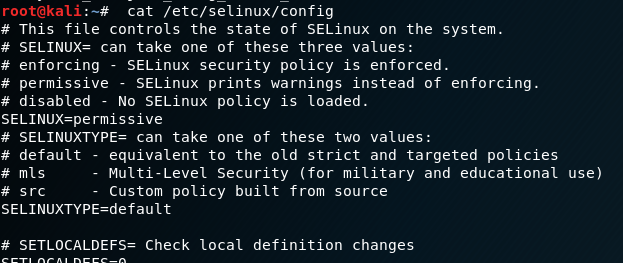 root@kali:~# cat /etc/selinux/config
# This file controls the state of SELinux on the system.
# SELINUX= can take one of these three values:
# enforcing - SELinux security policy is enforced.
# permissive - SELinux prints warnings instead of enforcing.
# disabled - No SELinux policy is loaded.
SELINUX=permissive
# SELINUXTYPE= can take one of these two values:
# default - equivalent to the old strict and targeted policies
# mls     - Multi-Level Security (for military and educational use)
# src     - Custom policy built from source
SELINUXTYPE=default

# SETLOCALDEFS= Check local definition changes
SETLOCALDEFS=0